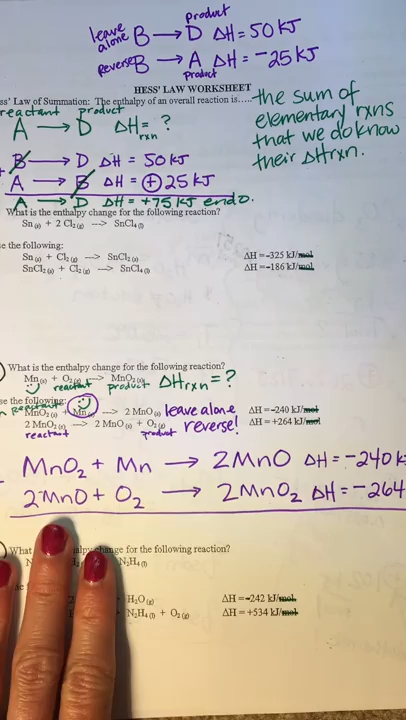 leave alone B → D ΔH = 50 KJ
product
reverse B → A ΔH = -25 KJ
product
HESS' LAW WORKSHEET
ss' Law of Summation: The enthalpy of an overall reaction is….. the sum of elementary rxns that we do know their ΔHrxn.
reactant product
A → D ΔHrxn = ?
B → D ΔH = 50 KJ
A → B ΔH = + 25 KJ
A → D ΔH = +75 KJ endo.
What is the enthalpy change for the following reaction?
Sn (s) + 2 Cl2 (g) ---> SnCl4 (l)
e the following:
Sn (s) + Cl2 (g) ---> SnCl2 (s) ΔH = -325 kJ/mol
SnCl2 (s) + Cl2 (g) ---> SnCl4 (l) ΔH = -186 kJ/mol
What is the enthalpy change for the following reaction?
Mn (s) + O2 (g) ---> MnO2 (s) ΔHrxn = ?
reactant product
se the following:
Reactant
MnO2 (s) + Mn (s) ---> 2 MnO (s) leave alone ΔH = -240 kJ/mol
2 MnO2 (s) ---> 2 MnO (s) + O2 (g) reverse! ΔH = +264 kJ/mol
reactant product
MnO2 + Mn → 2MnO ΔH = -240 K
2MnO + O2 → 2MnO2 ΔH = -264
What alpy change for the following reaction?
N2H4 (l)
H2O (g) ΔH = -242 kJ/mol
N2H4 (l) + O2 (g) ΔH = +534 kJ/mol